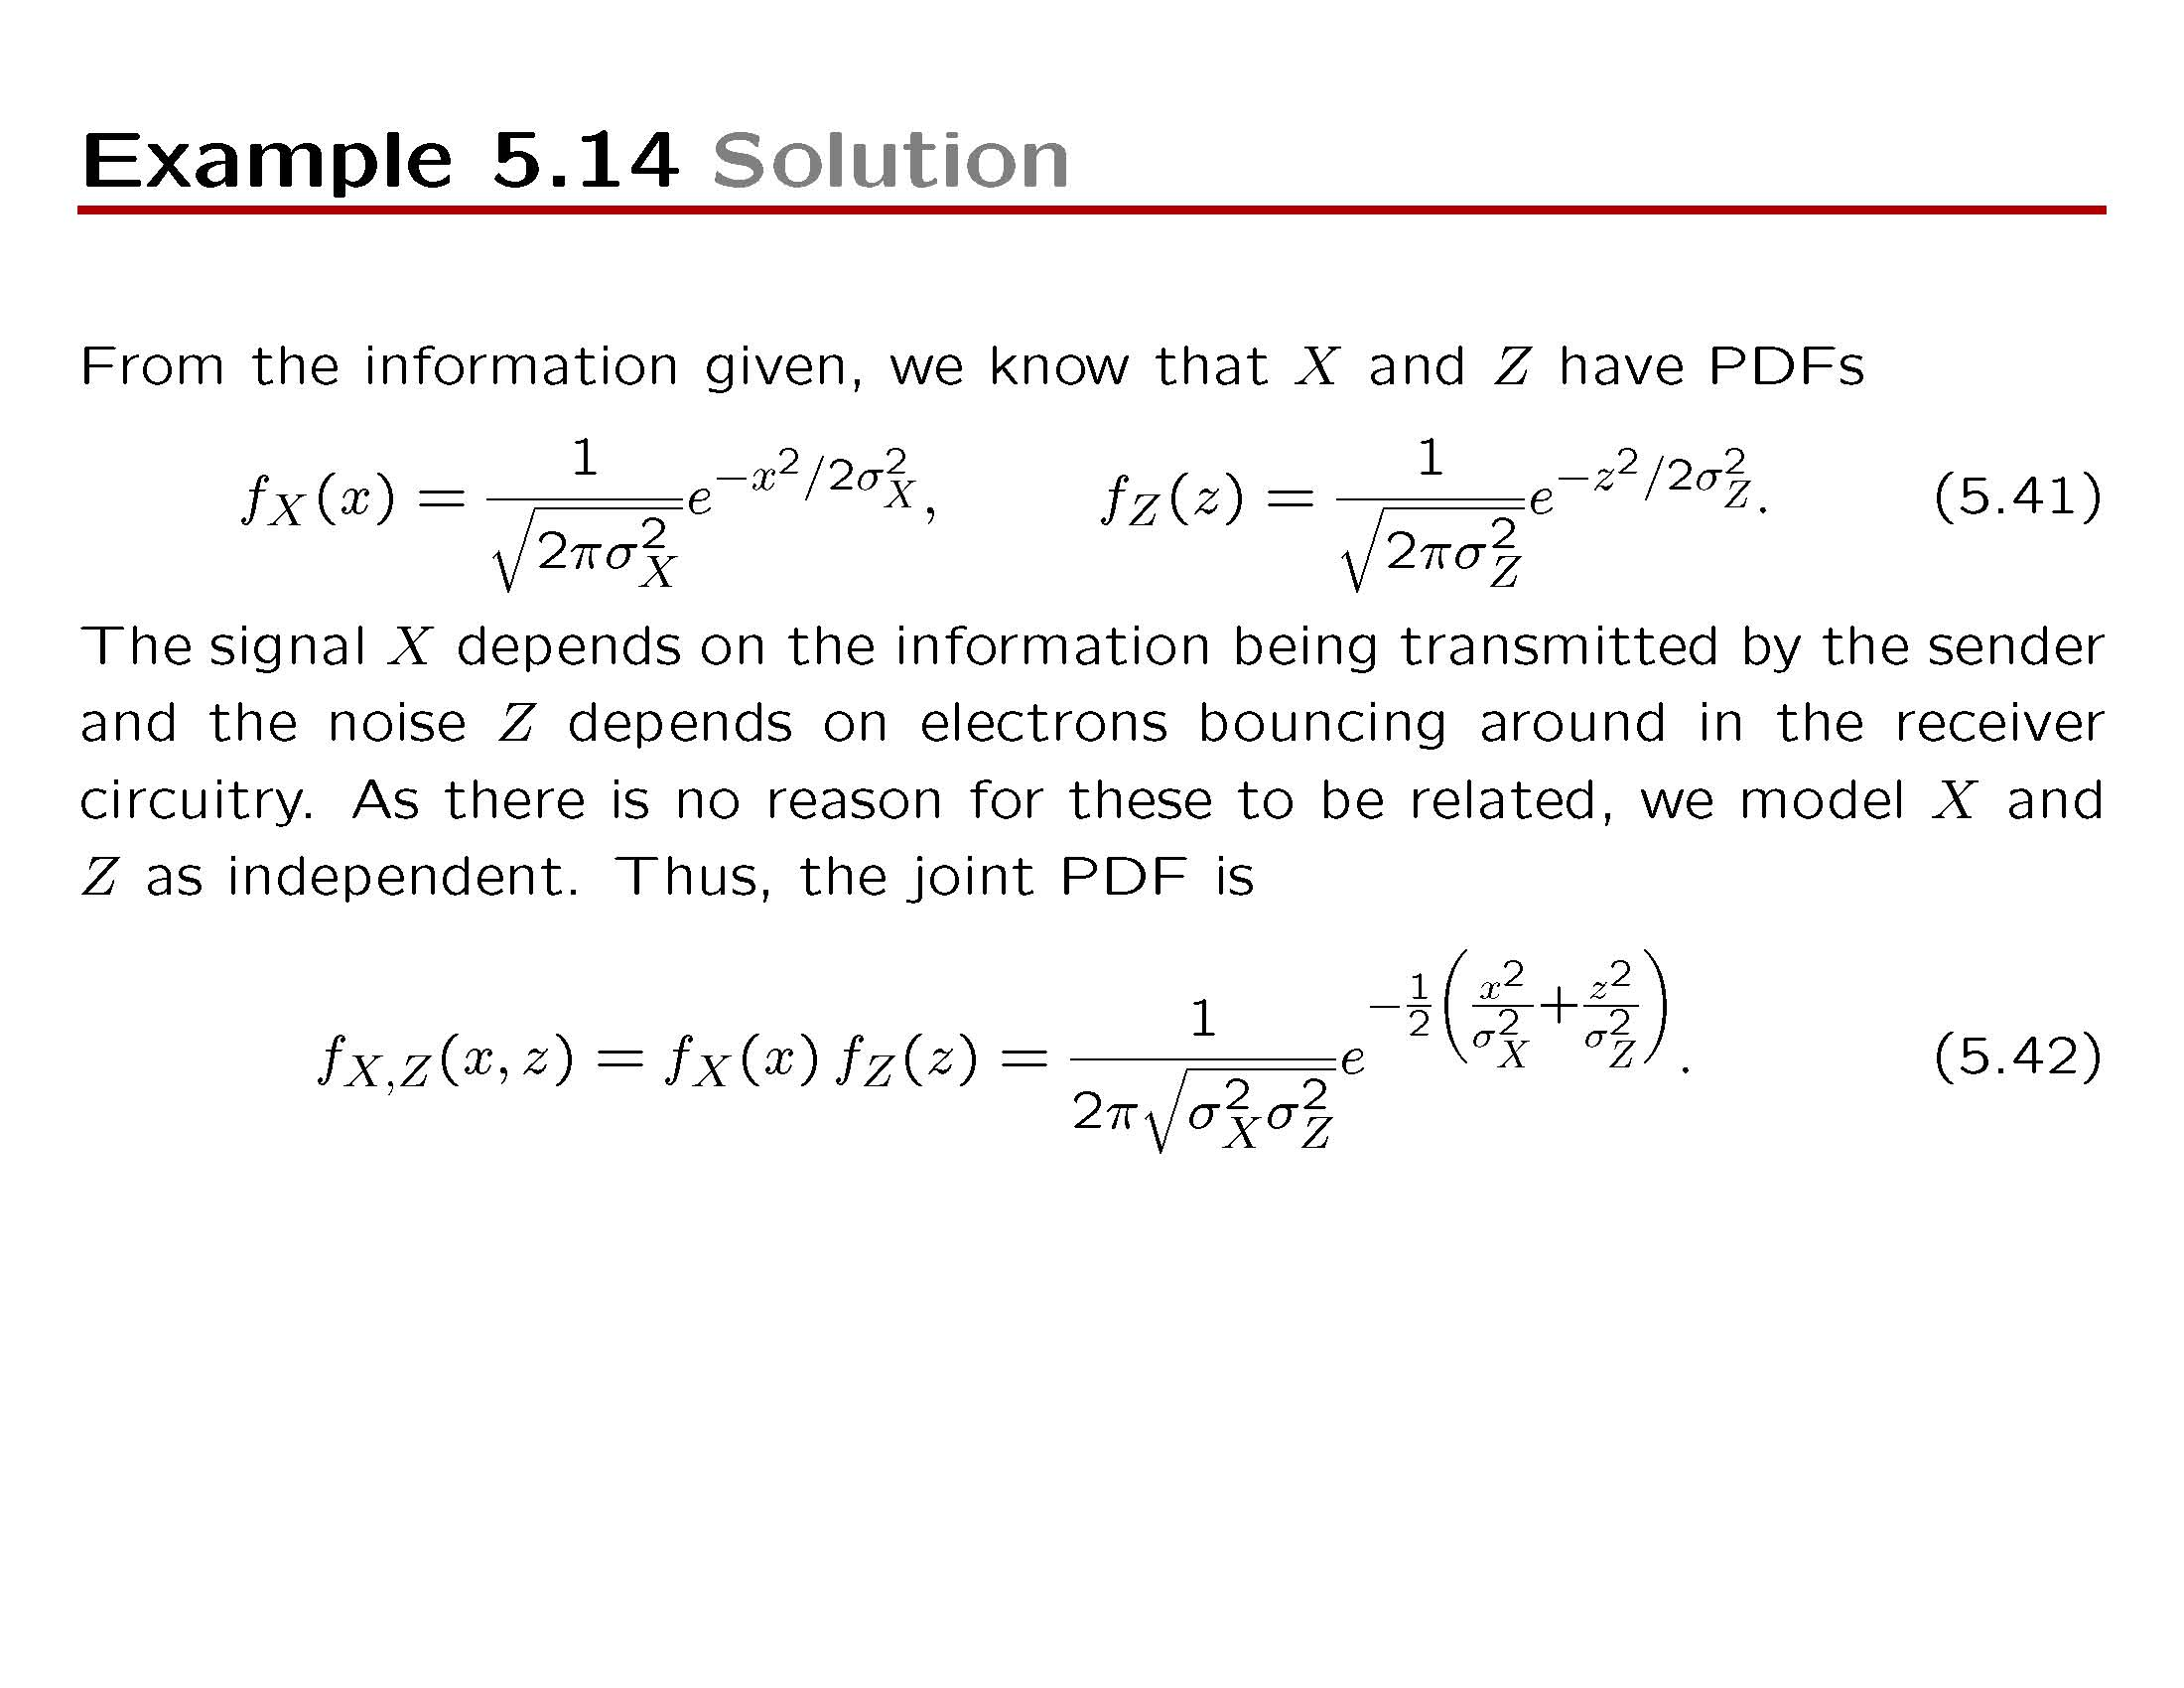 Example 5.14 Solution
From the information given, we know that X and Z have PDFs
f_X(x) = \frac{1}{\sqrt{2\pi\sigma_X^2}} e^{-x^2/2\sigma_X^2}, f_Z(z) = \frac{1}{\sqrt{2\pi\sigma_Z^2}} e^{-z^2/2\sigma_Z^2}. (5.41)
The signal X depends on the information being transmitted by the sender
and the noise Z depends on electrons bouncing around in the receiver
circuitry. As there is no reason for these to be related, we model X and
Z as independent. Thus, the joint PDF is
f_{X,Z}(x, z) = f_X(x) f_Z(z) = \frac{1}{2\pi\sqrt{\sigma_X^2\sigma_Z^2}} e^{-\frac{1}{2}\left(\frac{x^2}{\sigma_X^2}+\frac{z^2}{\sigma_Z^2}\right)}. (5.42)